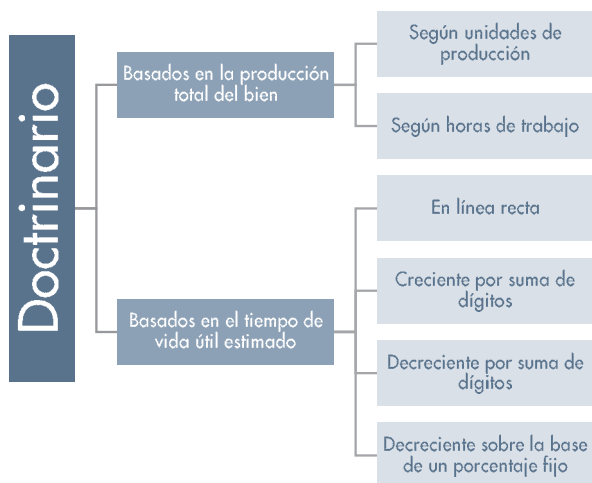 Doctrinario
Basados en la producción
total del bien
Según unidades de
producción
Según horas de trabajo
Basados en el tiempo de
vida útil estimado
En línea recta
Creciente por suma de
dígitos
Decreciente por suma de
dígitos
Decreciente sobre la base
de un porcentaje fijo